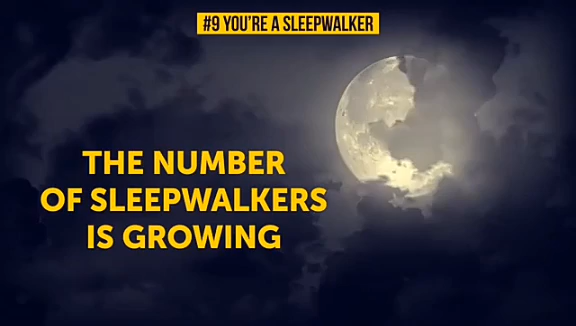 #9 YOU'RE A SLEEPWALKER
THE NUMBER
OF SLEEPWALKERS
IS GROWING